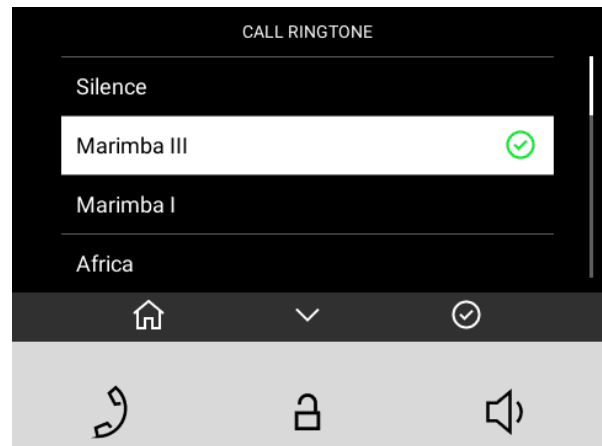 CALL RINGTONE
Silence
Marimba III
Marimba I
Africa